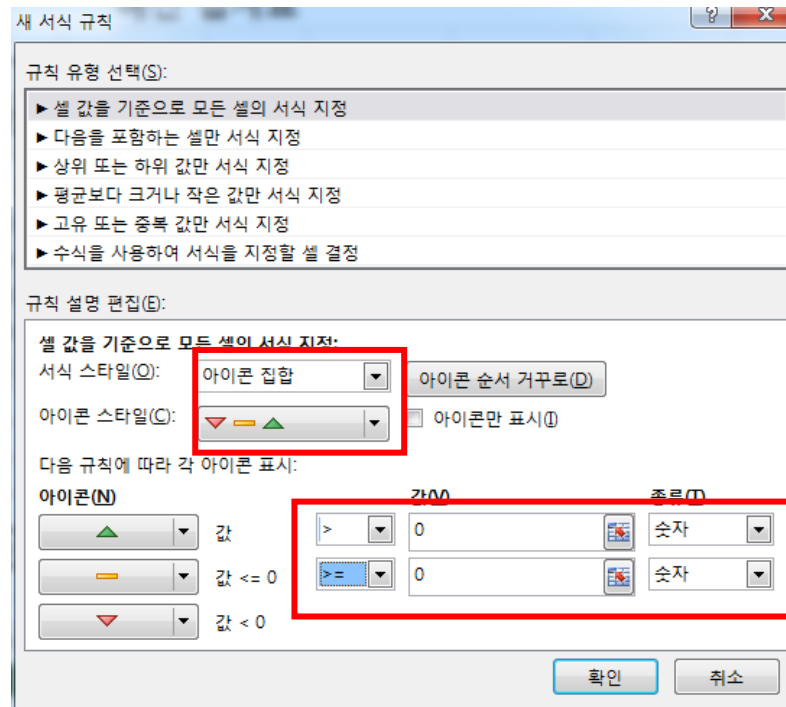 새 서식 규칙
규칙 유형 선택(S):
► 셀 값을 기준으로 모든 셀의 서식 지정
► 다음을 포함하는 셀만 서식 지정
► 상위 또는 하위 값만 서식 지정
► 평균보다 크거나 작은 값만 서식 지정
► 고유 또는 중복 값만 서식 지정
► 수식을 사용하여 서식을 지정할 셀 결정
규칙 설명 편집(E):
셀 값을 기준으로 모든 셀의 서식 지정:
서식 스타일(O): 아이콘 집합 아이콘 순서 거꾸로(D)
아이콘 스타일(C): 아이콘만 표시(I)
다음 규칙에 따라 각 아이콘 표시:
아이콘(N) 값(V) 종류(T)
값 > 0 숫자
값 <= 0 >= 0 숫자
값 < 0
확인 취소